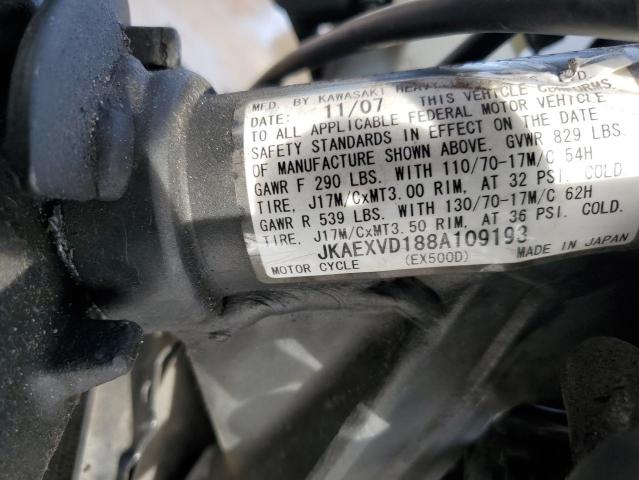 MFD. BY KAWASAKI HEAVY D.
DATE: 11/07 THIS VEHICLE CONFORMS
TO ALL APPLICABLE FEDERAL MOTOR VEHICLE
SAFETY STANDARDS IN EFFECT ON THE DATE
OF MANUFACTURE SHOWN ABOVE. GVWR 829 LBS.
GAWR F 290 LBS. WITH 110/70-17M/C 54H
TIRE, J17M/CxMT3.00 RIM, AT 32 PSI. COLD
GAWR R 539 LBS. WITH 130/70-17M/C 62H
TIRE, J17M/CxMT3.50 RIM, AT 36 PSI. COLD.
JKAEXVD188A109193
MOTOR CYCLE (EX500D) MADE IN JAPAN